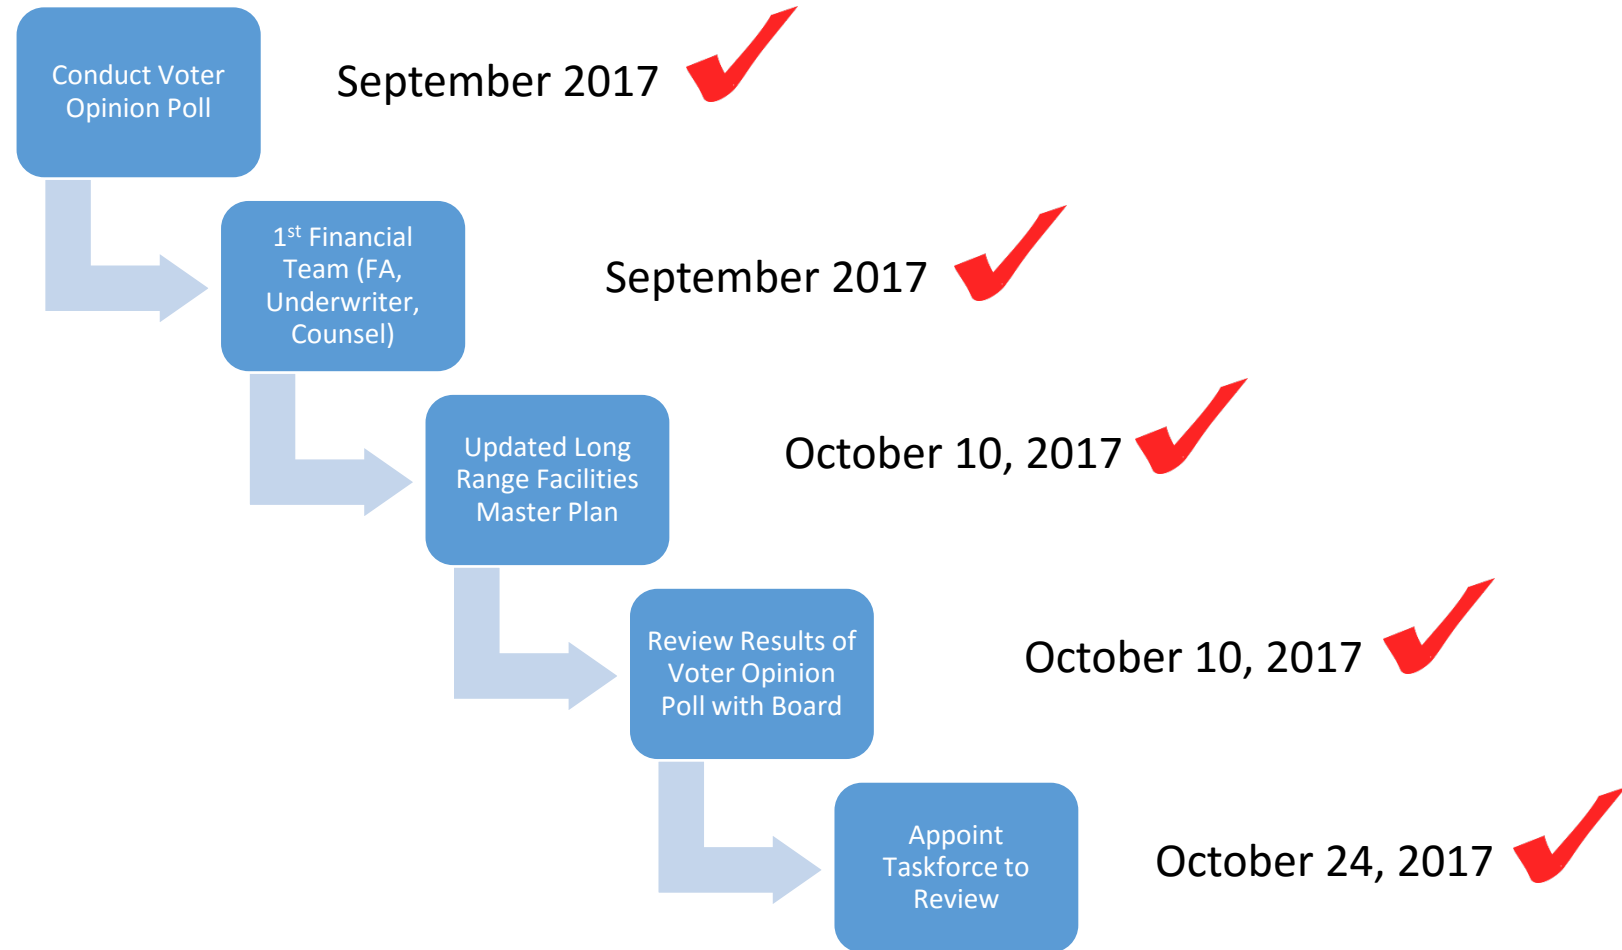 Conduct Voter
Opinion Poll
September 2017
1st Financial
Team (FA,
Underwriter,
Counsel)
September 2017
Updated Long
Range Facilities
Master Plan
October 10, 2017
Review Results of
Voter Opinion
Poll with Board
October 10, 2017
Appoint
Taskforce to
Review
October 24, 2017